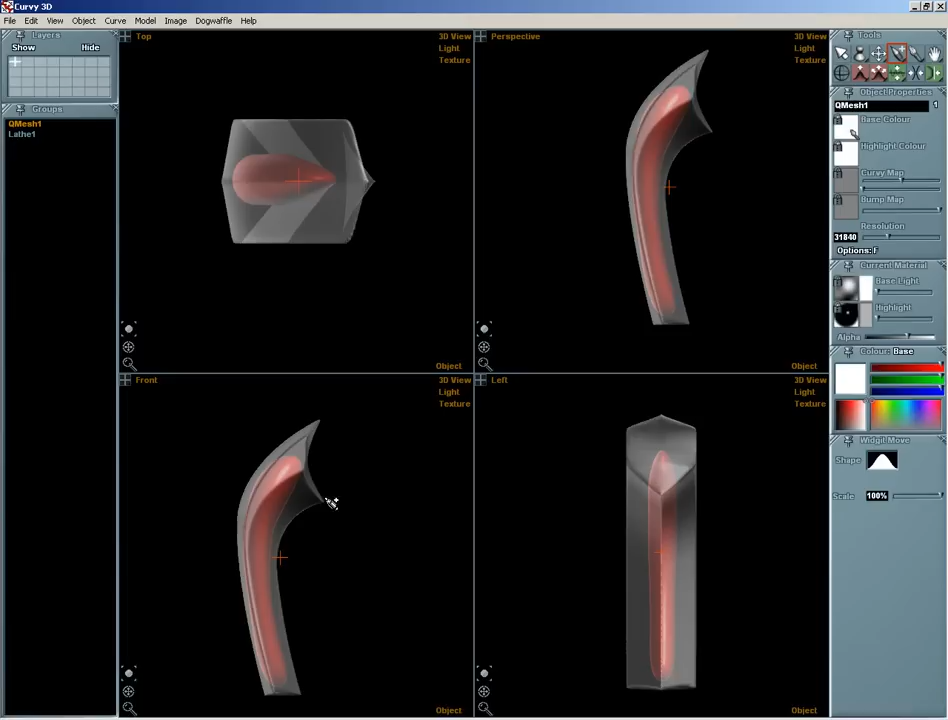 Curvy 3D
File Edit View Object Curve Model Image Dogwaffle Help
Layers
Show Hide
Groups
QMesh1
Lathe1
Top
3D View
Light
Texture
Object
Perspective
3D View
Light
Texture
Object
Front
3D View
Light
Texture
Object
Left
3D View
Light
Texture
Object
Tools
Object Properties
QMesh1 1
Base Colour
Highlight Colour
Curvy Map
Bump Map
Resolution
31840
Options: F
Current Material
Base Light
Highlight
Alpha
Colour: Base
Widgit Move
Shape
Scale 100%